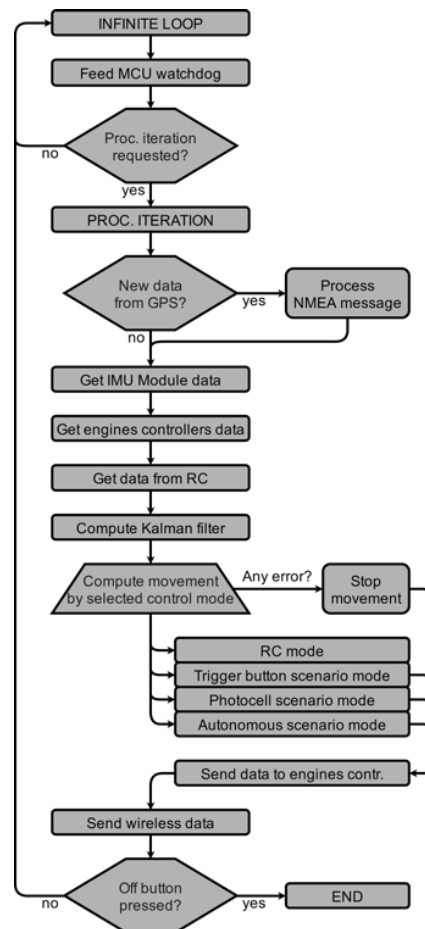 INFINITE LOOP
Feed MCU watchdog
Proc. iteration
requested?
no
yes
PROC. ITERATION
New data
from GPS?
yes
Process
NMEA message
no
Get IMU Module data
Get engines controllers data
Get data from RC
Compute Kalman filter
Compute movement
by selected control mode
Any error?
Stop
movement
RC mode
Trigger button scenario mode
Photocell scenario mode
Autonomous scenario mode
Send data to engines contr.
Send wireless data
Off button
pressed?
no
yes
END